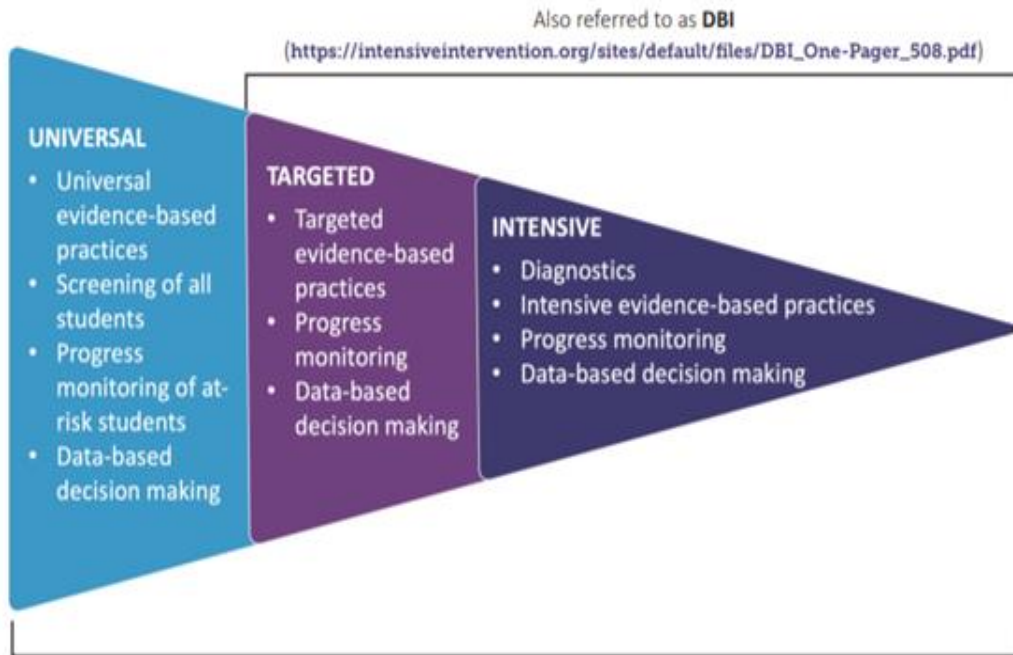 Also referred to as DBI
(https://intensiveintervention.org/sites/default/files/DBI_One-Pager_508.pdf)
UNIVERSAL
• Universal
evidence-based
practices
• Screening of all
students
• Progress
monitoring of at-
risk students
• Data-based
decision making
TARGETED
• Targeted
evidence-based
practices
• Progress
monitoring
• Data-based
decision making
INTENSIVE
• Diagnostics
• Intensive evidence-based practices
• Progress monitoring
• Data-based decision making